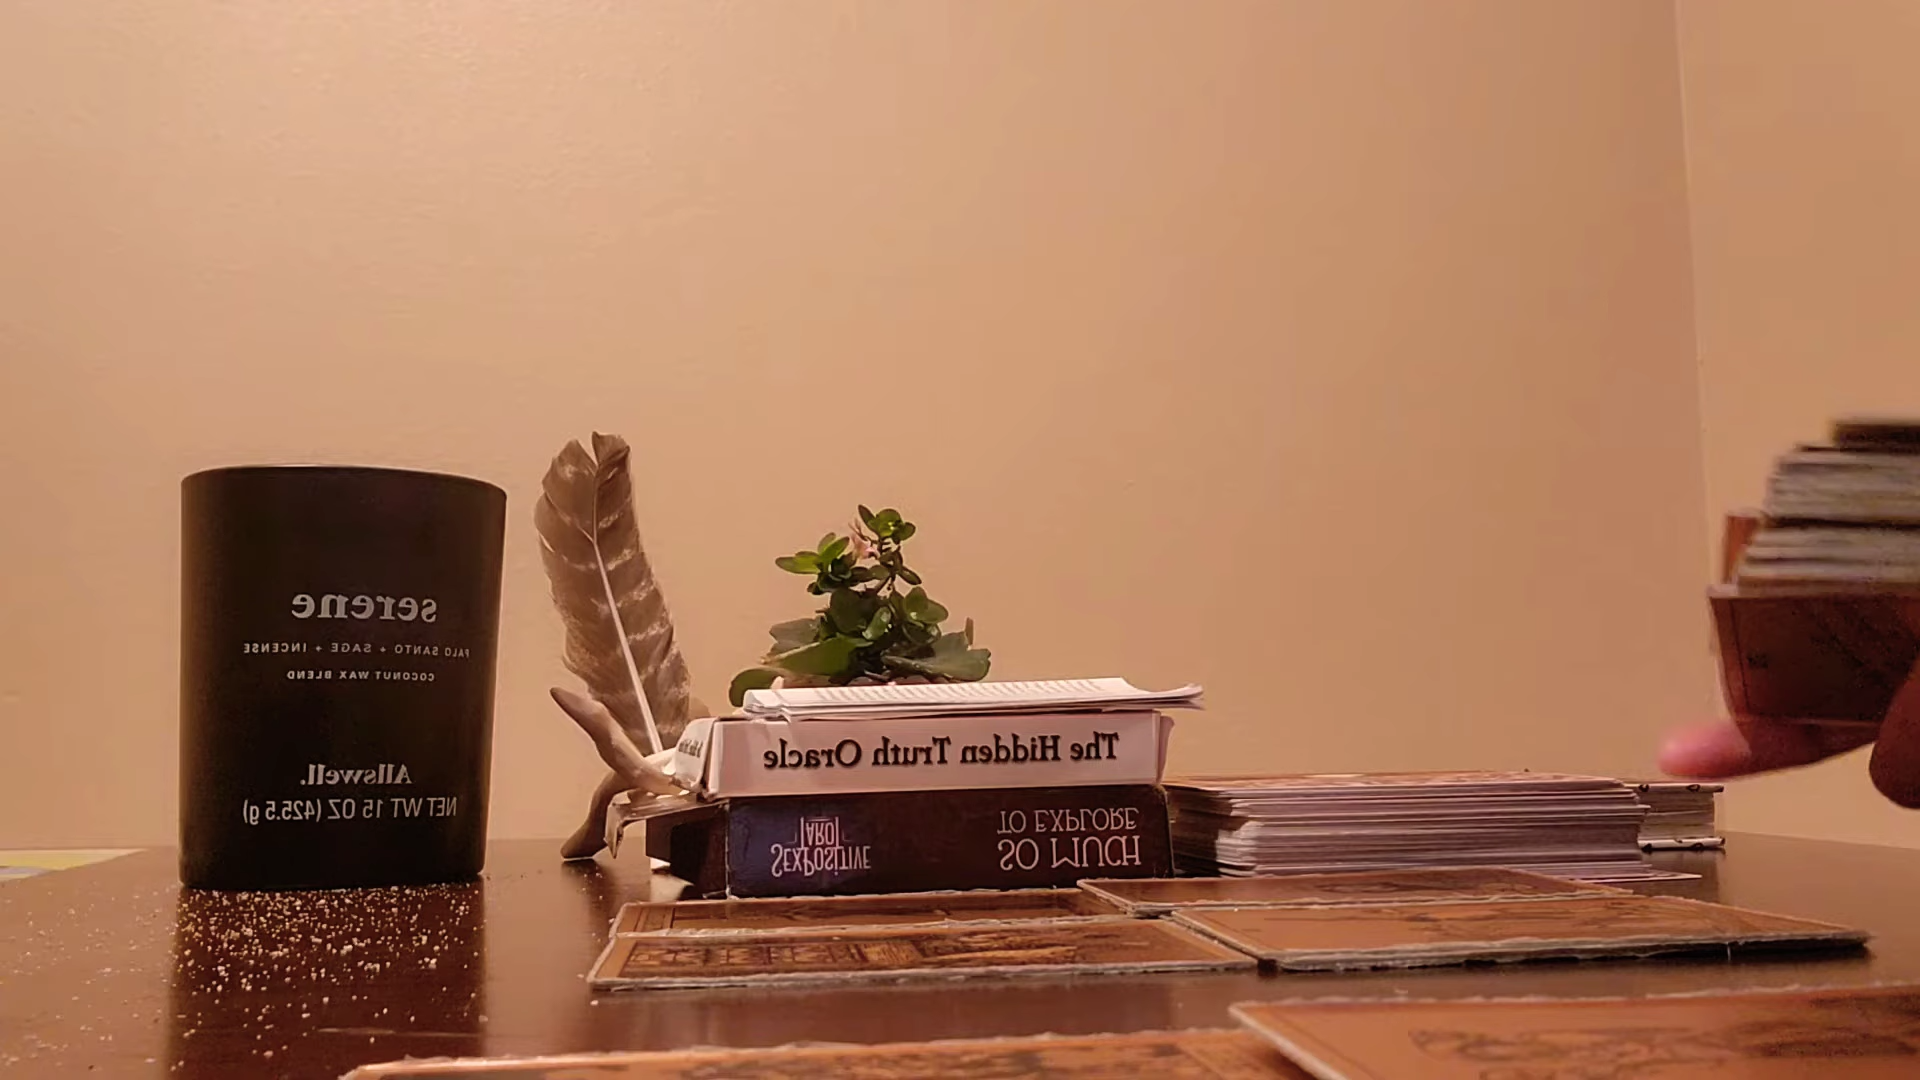 serene
PALO SANTO + SAGE + INCENSE
COCONUT WAX BLEND
Allswell.
NET WT 15 OZ (425.5 g)
The Hidden Truth Oracle
SEXPOSITIVE
TAROT
SO MUCH
TO EXPLORE